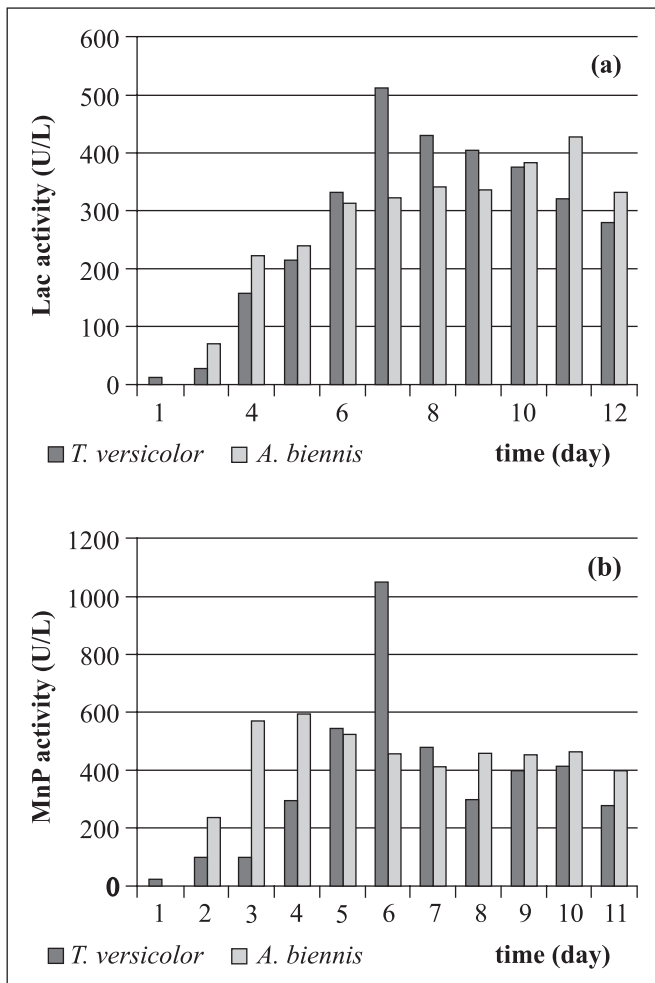 600
(a)
500
400
300
200
100
0
Lac activity (U/L)
1 4 6 8 10 12
T. versicolor A. biennis time (day)
1200
(b)
1000
800
600
400
200
0
MnP activity (U/L)
1 2 3 4 5 6 7 8 9 10 11
T. versicolor A. biennis time (day)